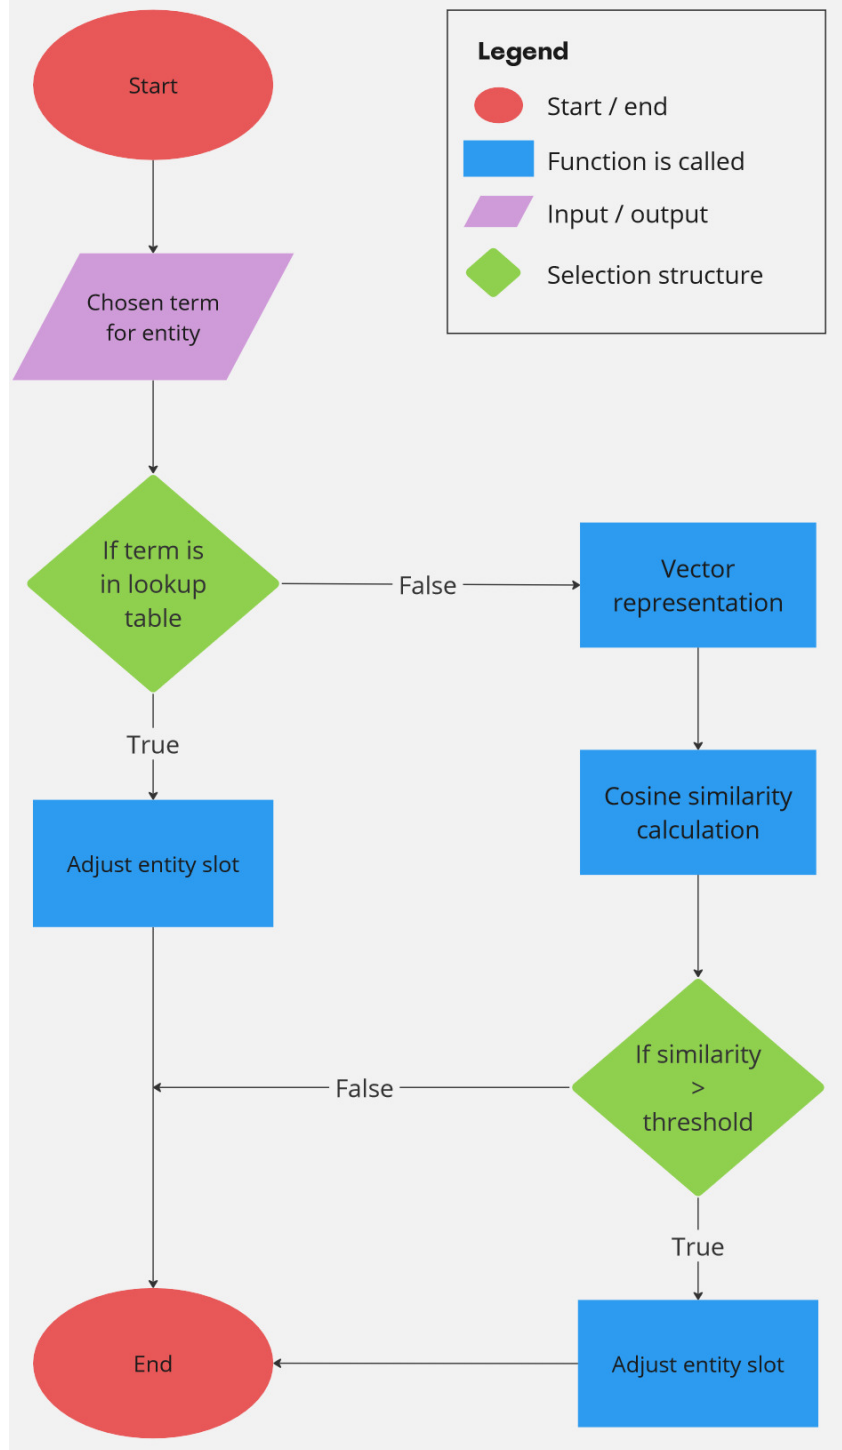 Start
Legend
Start / end
Function is called
Input / output
Selection structure
Chosen term
for entity
If term is
in lookup
table
False
Vector
representation
True
Adjust entity slot
Cosine similarity
calculation
If similarity
>
threshold
False
True
End
Adjust entity slot